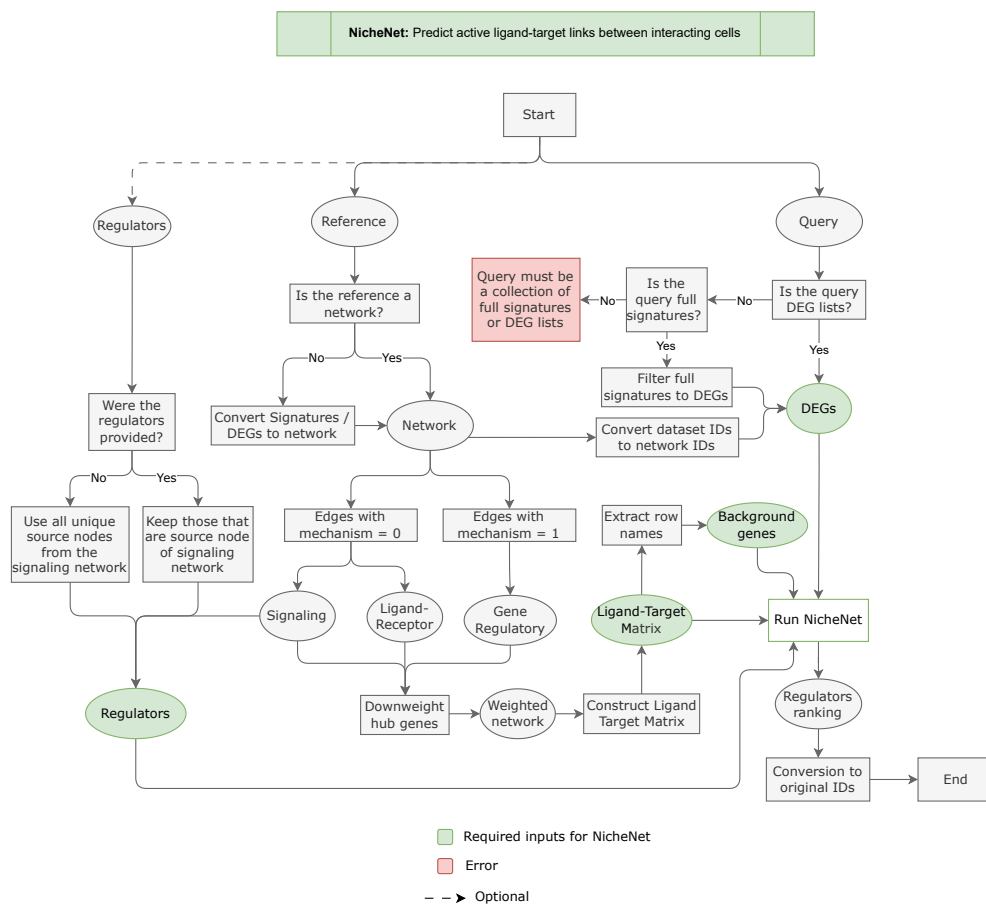 NicheNet: Predict active ligand-target links between interacting cells
Start
Regulators
Reference
Query
Is the reference a
network?
Query must be
a collection of
full signatures
or DEG lists
No
Is the
query full
signatures?
No
Is the query
DEG lists?
Yes
Yes
No
Yes
Filter full
signatures to DEGs
DEGs
Were the
regulators
provided?
Convert Signatures /
DEGs to network
Network
Convert dataset IDs
to network IDs
No
Yes
Use all unique
source nodes
from the
signaling network
Keep those that
are source node
of signaling
network
Edges with
mechanism = 0
Edges with
mechanism = 1
Extract row
names
Background
genes
Signaling
Ligand-
Receptor
Gene
Regulatory
Ligand-Target
Matrix
Run NicheNet
Regulators
Downweight
hub genes
Weighted
network
Construct Ligand
Target Matrix
Regulators
ranking
Conversion to
original IDs
End
Required inputs for NicheNet
Error
Optional